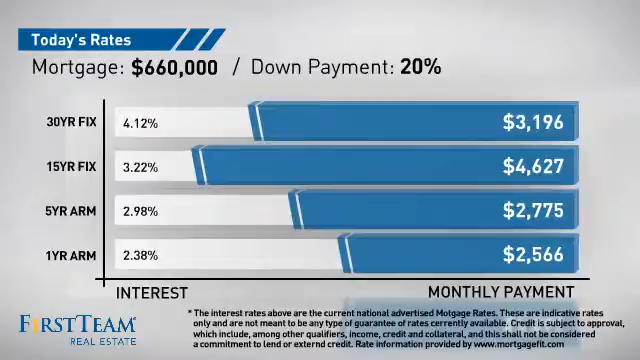 Today's Rates
Mortgage: $660,000 / Down Payment: 20%
30YR FIX 4.12% $3,196
15YR FIX 3.22% $4,627
5YR ARM 2.98% $2,775
1YR ARM 2.38% $2,566
INTEREST MONTHLY PAYMENT
FIRSTTEAM®
REAL ESTATE
* The interest rates above are the current national advertised Motgage Rates. These are indicative rates
only and are not meant to be any type of guarantee of rates cerrently available. Credit is subject to approval,
which include, among other qualifiers, income, credit and collateral, and this shall not be considered
a commitment to lend or externd credit. Rate information provided by www.mortgagefit.com